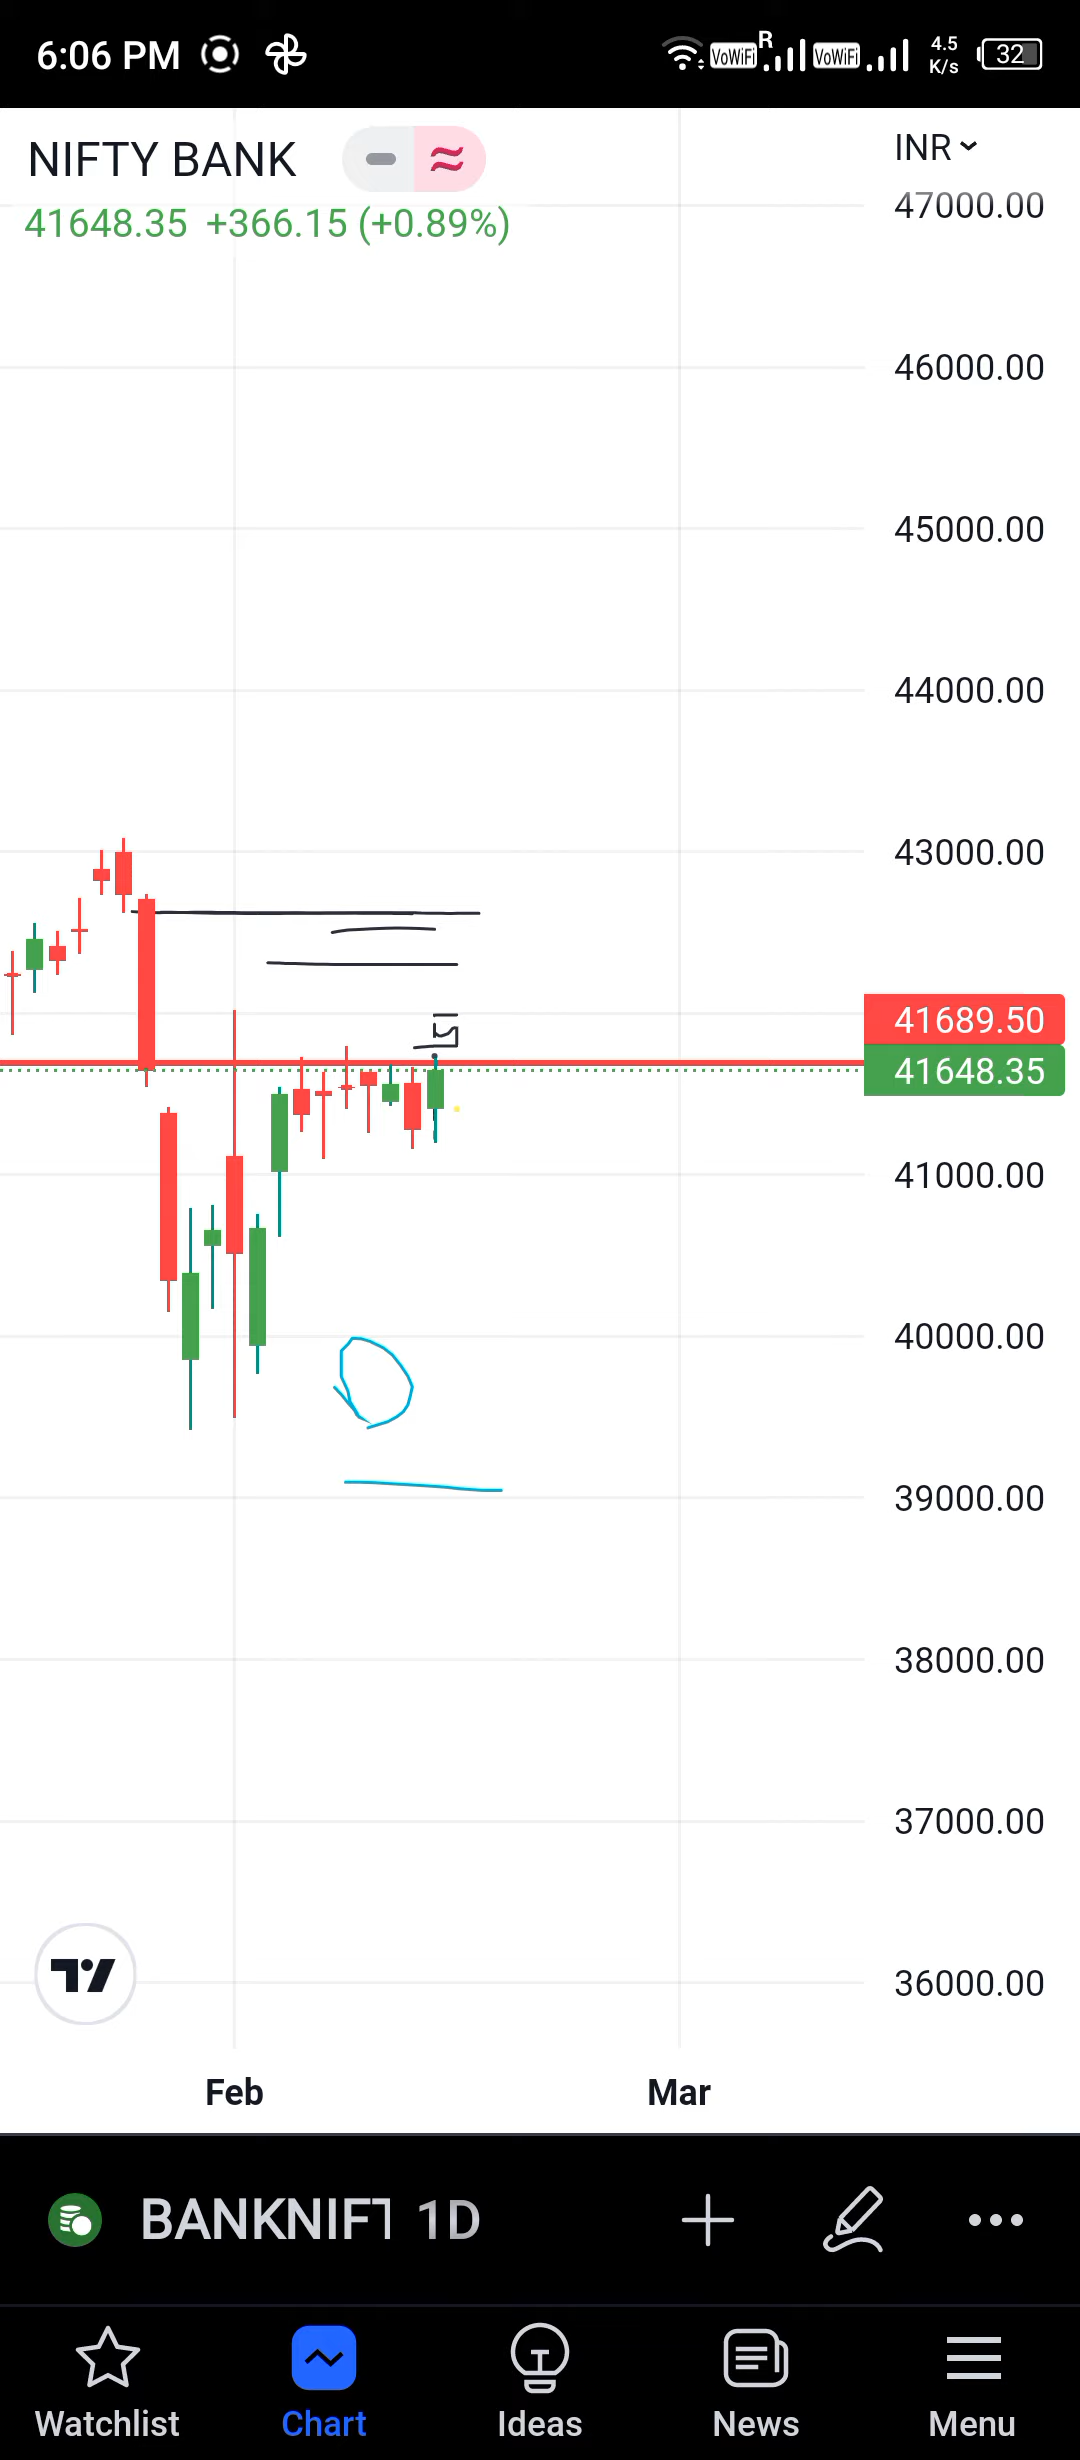 6:06 PM VoWiFi R VoWiFi 4.5 K/s 32
NIFTY BANK INR
41648.35 +366.15 (+0.89%)
47000.00
46000.00
45000.00
44000.00
43000.00
41689.50
41648.35
41000.00
40000.00
39000.00
38000.00
37000.00
36000.00
Feb Mar
BANKNIFT 1D
Watchlist Chart Ideas News Menu